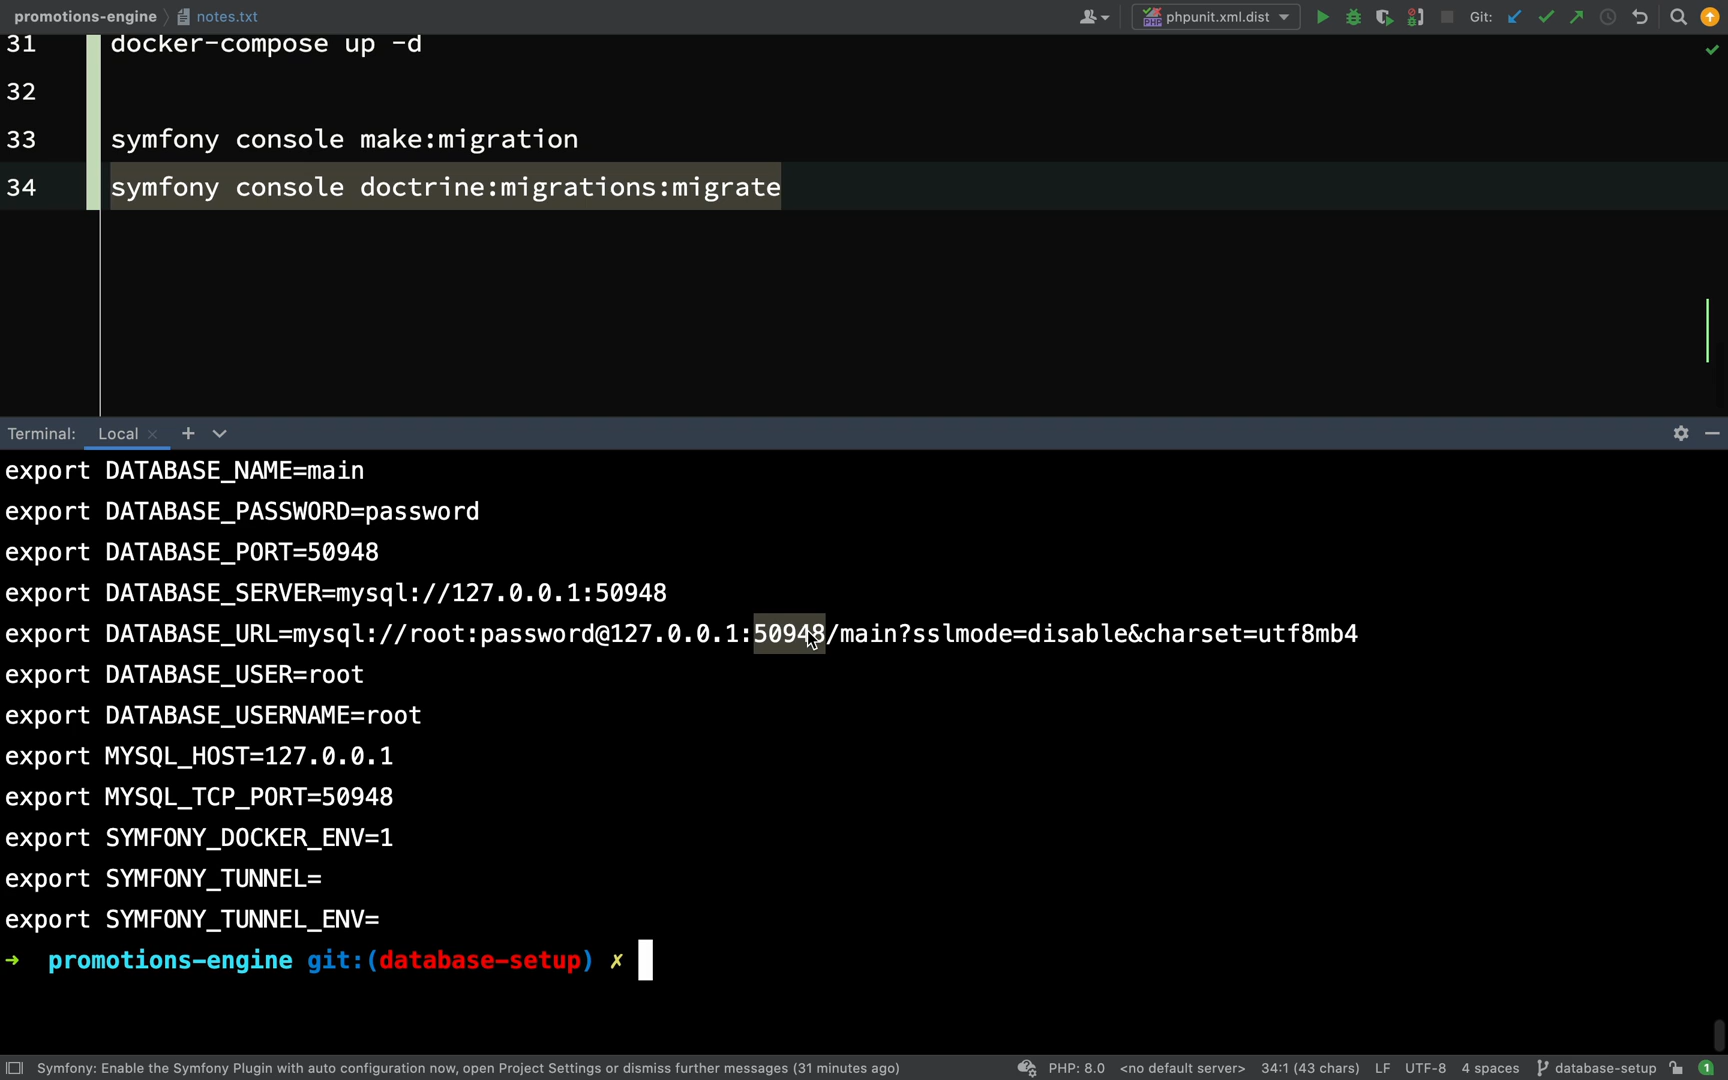 promotions-engine notes.txt phpunit.xml.dist Git:
31 docker-compose up -d
32
33 symfony console make:migration
34 symfony console doctrine:migrations:migrate
Terminal: Local
export DATABASE_NAME=main
export DATABASE_PASSWORD=password
export DATABASE_PORT=50948
export DATABASE_SERVER=mysql://127.0.0.1:50948
export DATABASE_URL=mysql://root:password@127.0.0.1:50948/main?sslmode=disable&charset=utf8mb4
export DATABASE_USER=root
export DATABASE_USERNAME=root
export MYSQL_HOST=127.0.0.1
export MYSQL_TCP_PORT=50948
export SYMFONY_DOCKER_ENV=1
export SYMFONY_TUNNEL=
export SYMFONY_TUNNEL_ENV=
→ promotions-engine git:(database-setup) ✗
Symfony: Enable the Symfony Plugin with auto configuration now, open Project Settings or dismiss further messages (31 minutes ago) PHP: 8.0 <no default server> 34:1 (43 chars) LF UTF-8 4 spaces database-setup 1